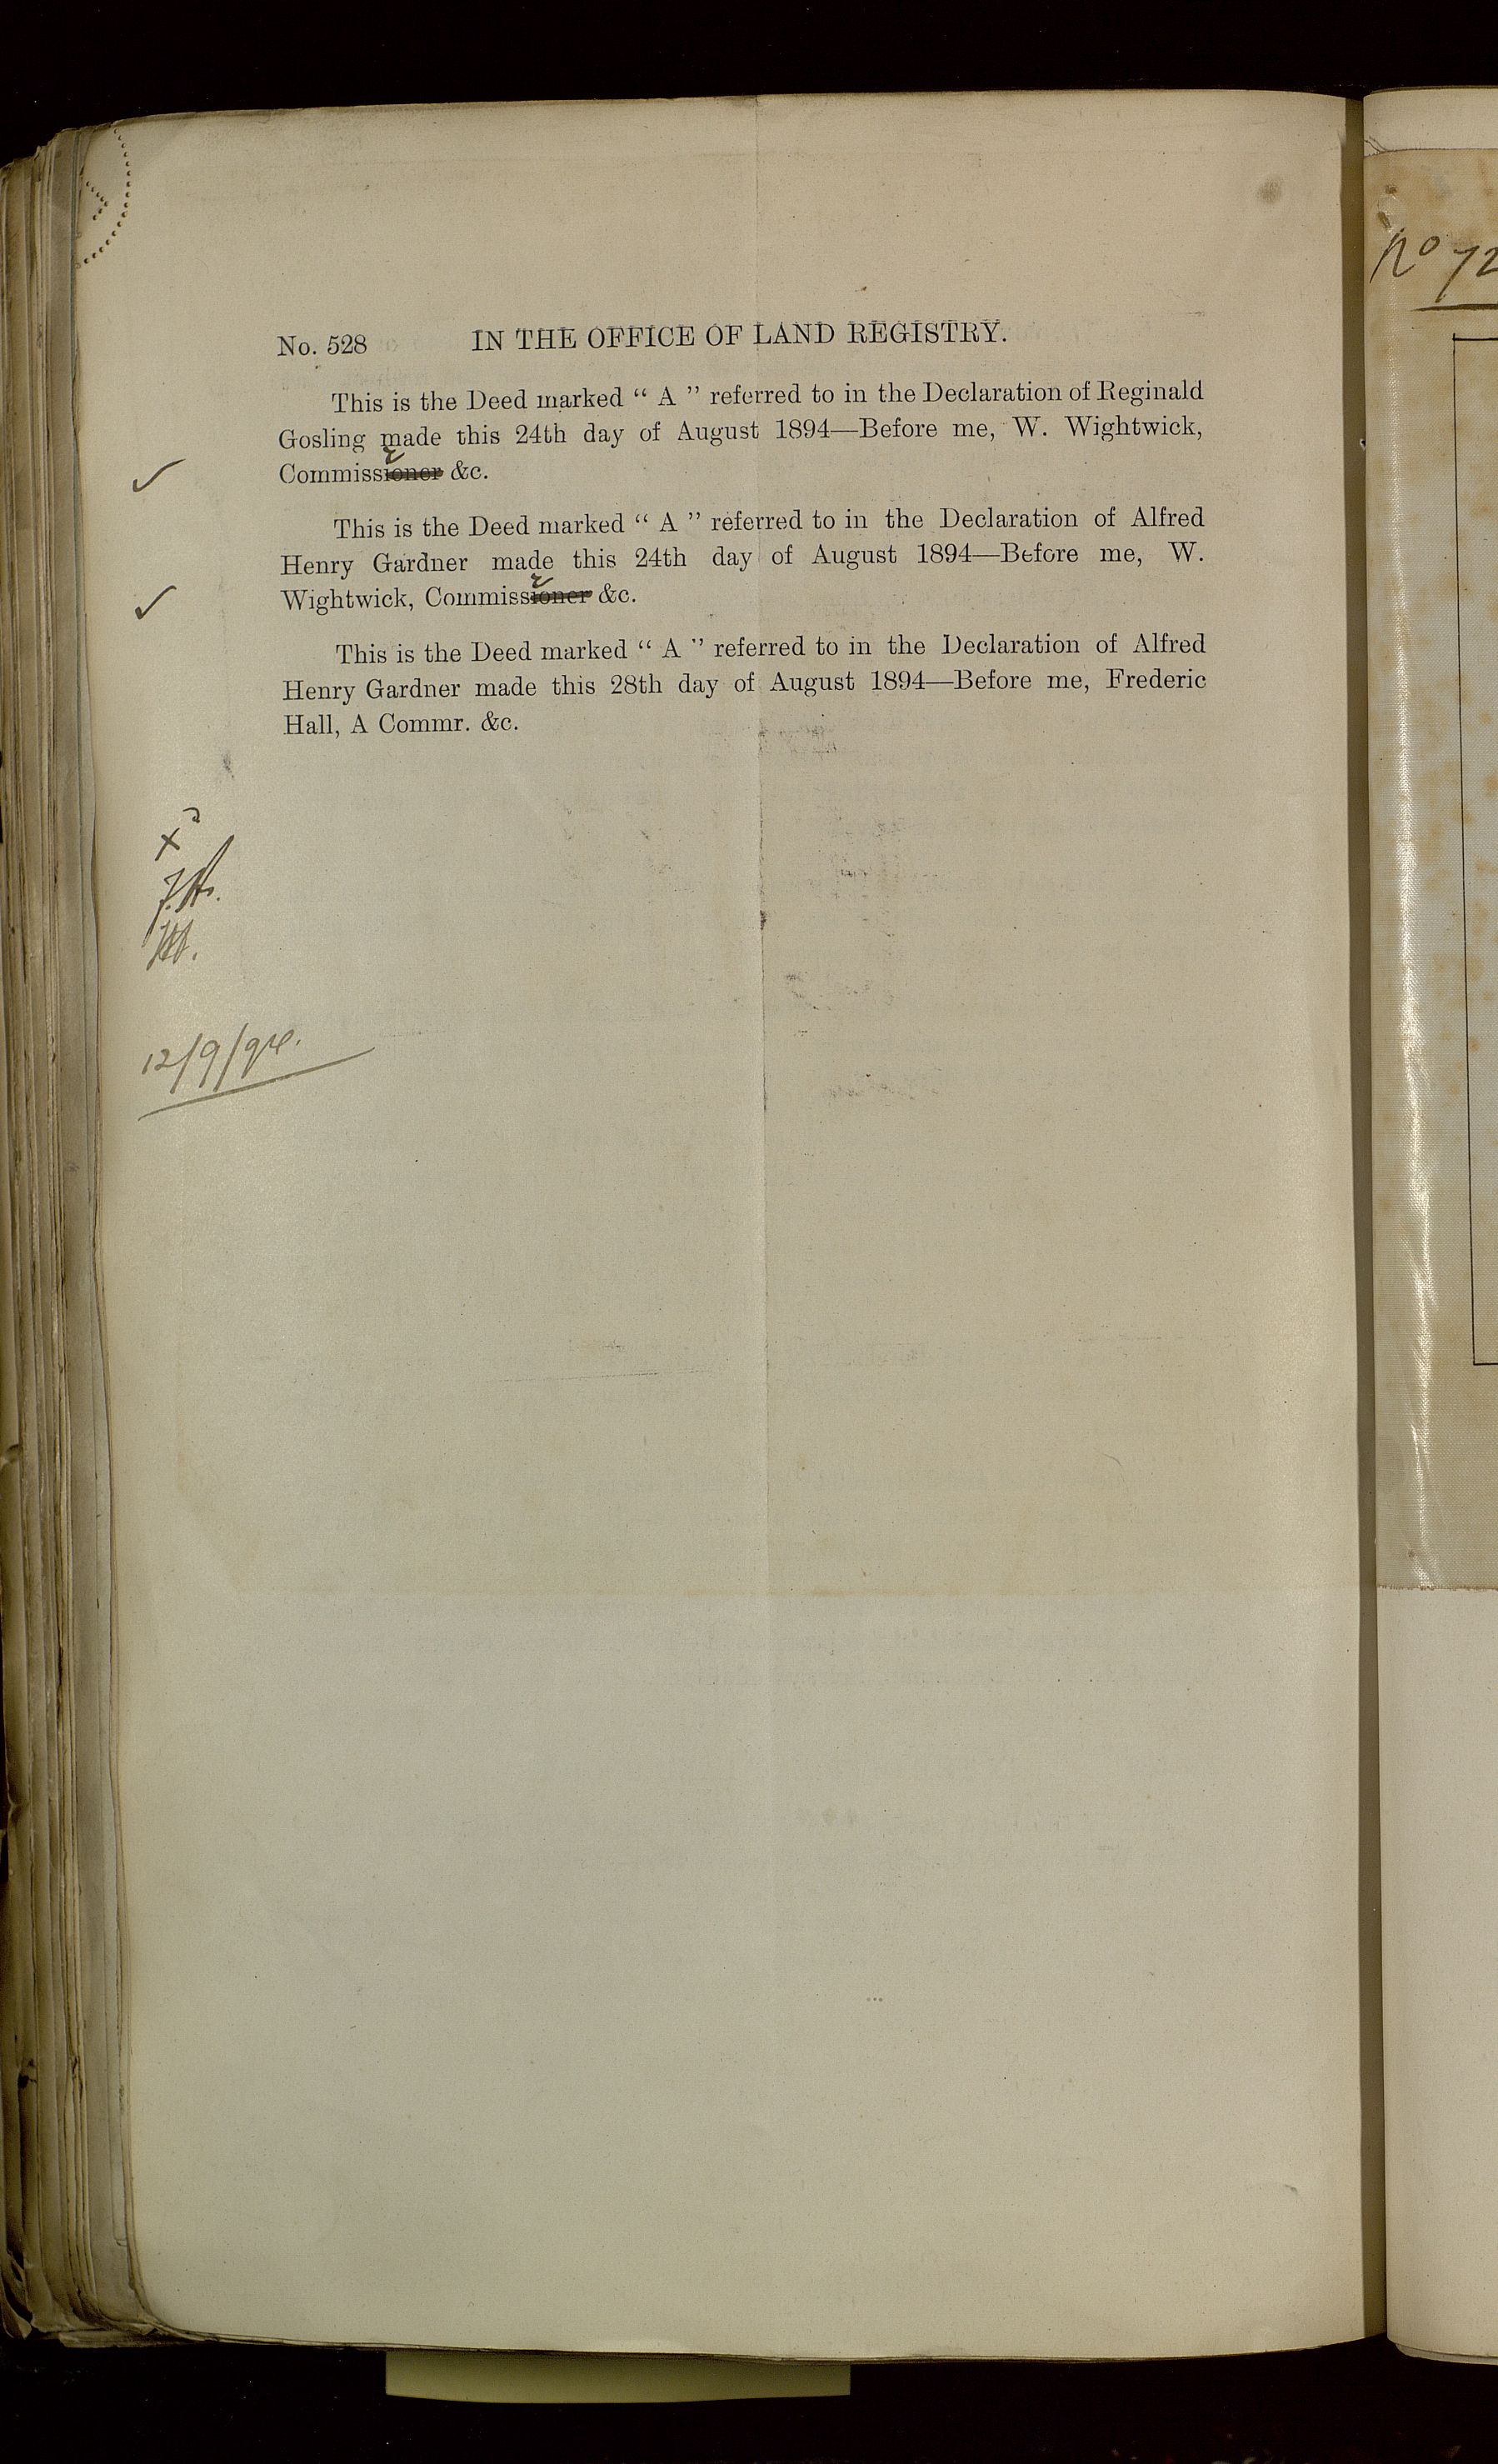 No. 528 IN THE OFFICE OF LAND REGISTRY.
This is the Deed marked “ A ” referred to in the Declaration of Reginald
Gosling made this 24th day of August 1894—Before me, W. Wightwick,
Commissioner &c.
This is the Deed marked “ A ” referred to in the Declaration of Alfred
Henry Gardner made this 24th day of August 1894—Before me, W.
Wightwick, Commissioner &c.
This is the Deed marked “ A ” referred to in the Declaration of Alfred
Henry Gardner made this 28th day of August 1894—Before me, Frederic
Hall, A Commr. &c.
12/9/94.
No 72